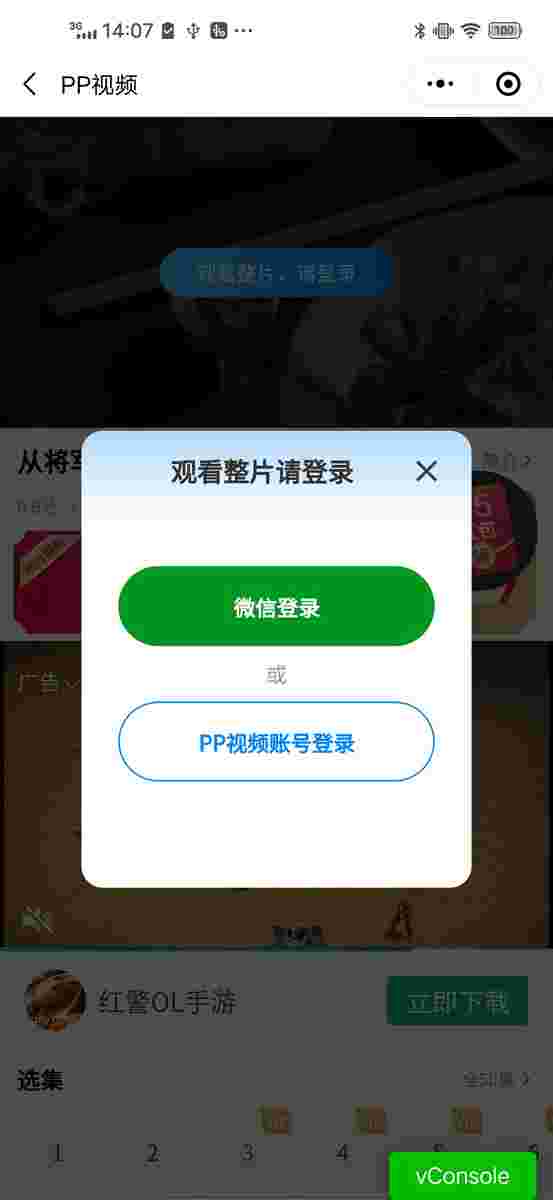 3G 14:07 100
PP视频
观看整片，请登录
从将军
观看整片请登录
微信登录
或
PP视频账号登录
广告
红警OL手游
立即下载
选集
1 2 3 4 5 6
vConsole